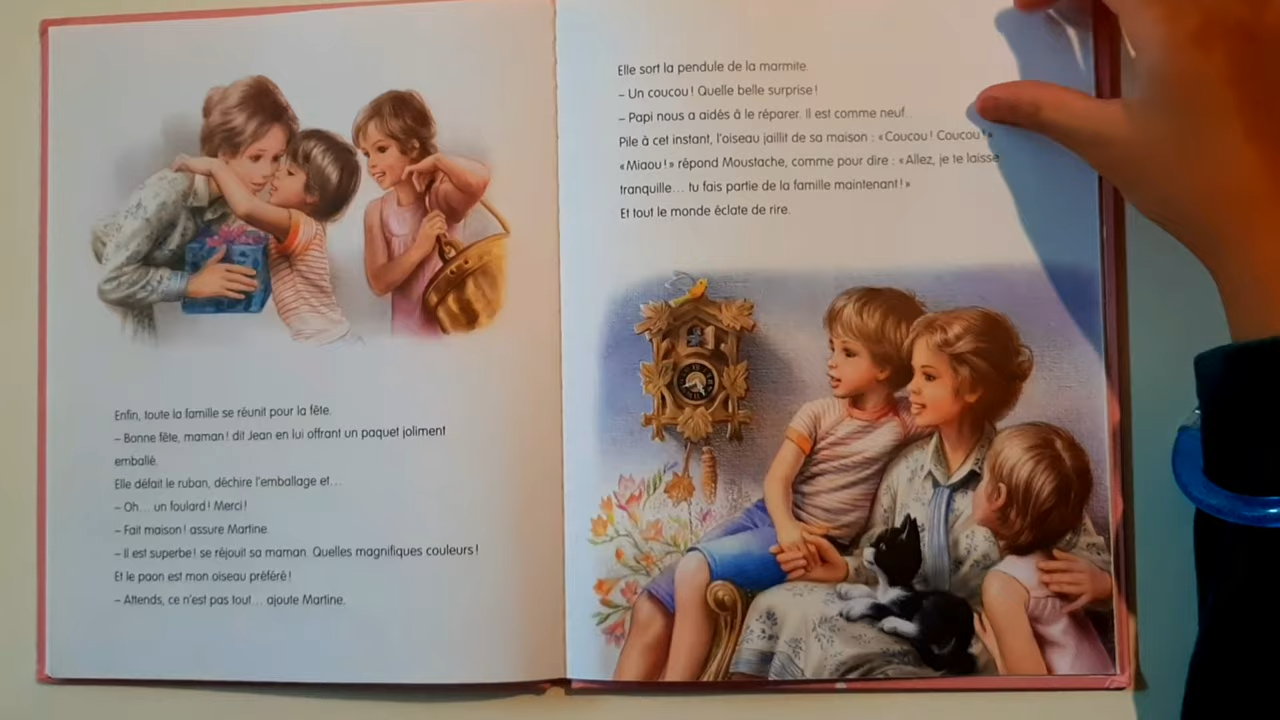 Enfin, toute la famille se réunit pour la fête.
– Bonne fête, maman ! dit Jean en lui offrant un paquet joliment
emballé.
Elle défait le ruban, déchire l'emballage et…
– Oh… un foulard ! Merci !
– Fait maison ! assure Martine.
– Il est superbe ! se réjouit sa maman. Quelles magnifiques couleurs !
Et le paon est mon oiseau préféré !
– Attends, ce n'est pas tout… ajoute Martine.
Elle sort la pendule de la marmite.
– Un coucou ! Quelle belle surprise !
– Papi nous a aidés à le réparer. Il est comme neuf.
Pile à cet instant, l'oiseau jaillit de sa maison : « Coucou ! Coucou ! »
« Miaou ! » répond Moustache, comme pour dire : « Allez, je te laisse
tranquille… tu fais partie de la famille maintenant ! »
Et tout le monde éclate de rire.